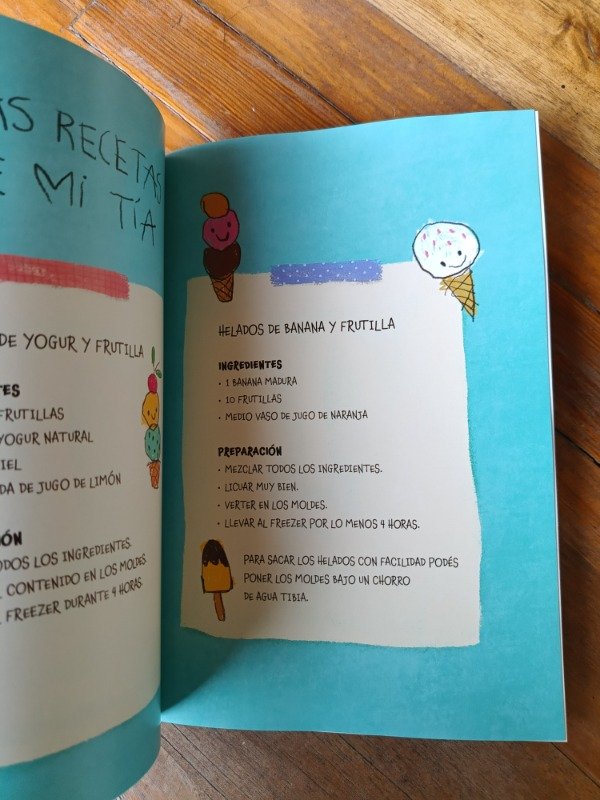 AS RECETAS
E MI TÍA
DE YOGUR Y FRUTILLA
TES
FRUTILLAS
YOGUR NATURAL
IEL
DA DE JUGO DE LIMÓN
IÓN
ODOS LOS INGREDIENTES.
L CONTENIDO EN LOS MOLDES.
L FREEZER DURANTE 4 HORAS.
HELADOS DE BANANA Y FRUTILLA
INGREDIENTES
• 1 BANANA MADURA
• 10 FRUTILLAS
• MEDIO VASO DE JUGO DE NARANJA
PREPARACIÓN
• MEZCLAR TODOS LOS INGREDIENTES.
• LICUAR MUY BIEN.
• VERTER EN LOS MOLDES.
• LLEVAR AL FREEZER POR LO MENOS 4 HORAS.
PARA SACAR LOS HELADOS CON FACILIDAD PODÉS
PONER LOS MOLDES BAJO UN CHORRO
DE AGUA TIBIA.